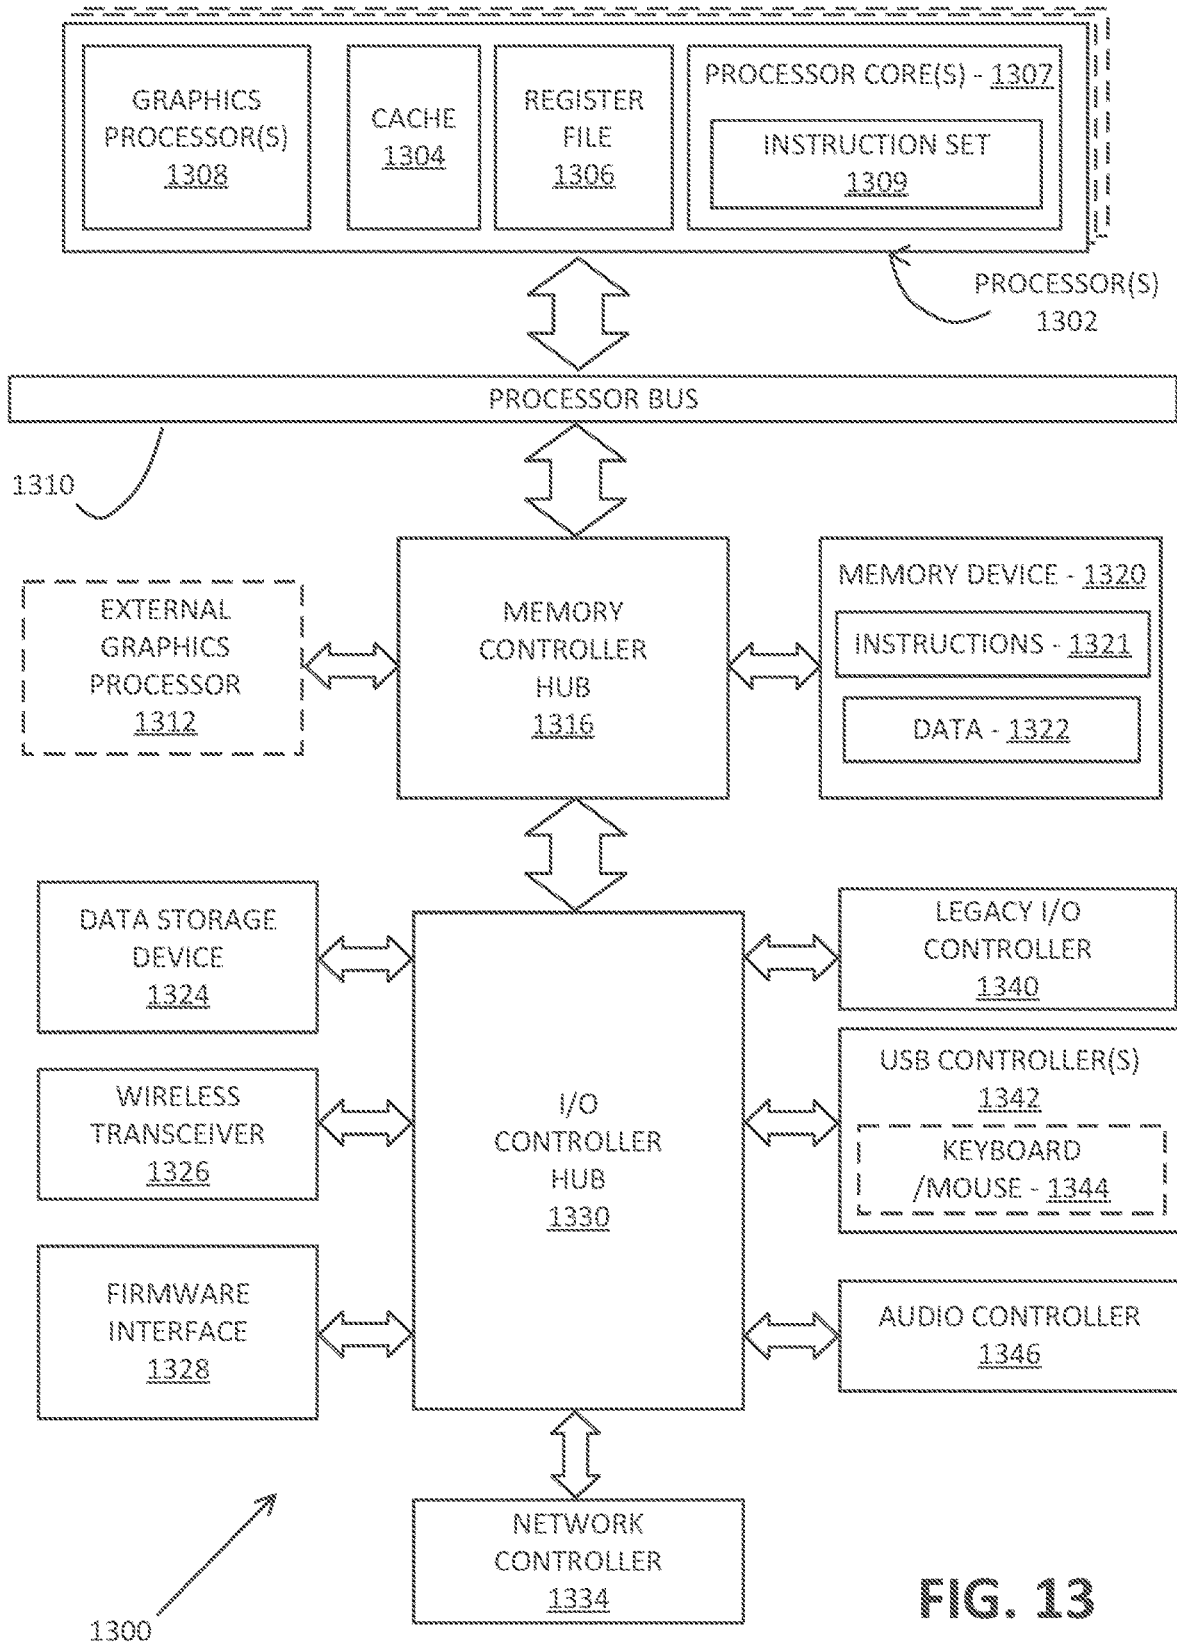 GRAPHICS
PROCESSOR(S)
1308
CACHE
1304
REGISTER
FILE
1306
PROCESSOR CORE(S) - 1307
INSTRUCTION SET
1309
PROCESSOR(S)
1302
PROCESSOR BUS
1310
EXTERNAL
GRAPHICS
PROCESSOR
1312
MEMORY
CONTROLLER
HUB
1316
MEMORY DEVICE - 1320
INSTRUCTIONS - 1321
DATA - 1322
DATA STORAGE
DEVICE
1324
WIRELESS
TRANSCEIVER
1326
FIRMWARE
INTERFACE
1328
I/O
CONTROLLER
HUB
1330
LEGACY I/O
CONTROLLER
1340
USB CONTROLLER(S)
1342
KEYBOARD
/MOUSE - 1344
AUDIO CONTROLLER
1346
NETWORK
CONTROLLER
1334
1300
FIG. 13